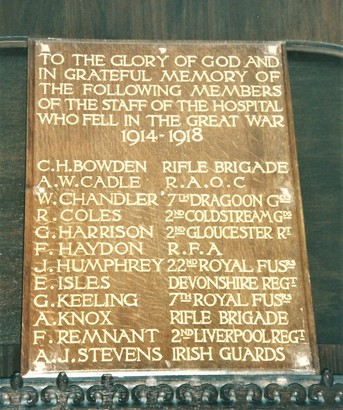 TO THE GLORY OF GOD AND
IN GRATEFUL MEMORY OF
THE FOLLOWING MEMBERS
OF THE STAFF OF THE HOSPITAL
WHO FELL IN THE GREAT WAR
1914-1918
C.H. BOWDEN RIFLE BRIGADE
A.W. CADLE R.A.O.C
W. CHANDLER 7TH DRAGOON GDS
R. COLES 2ND COLDSTREAM GDS
G. HARRISON 2ND GLOUCESTER RT
F. HAYDON R.F.A
J. HUMPHREY 22ND ROYAL FUSRS
E. ISLES DEVONSHIRE REGT
G. KEELING 7TH ROYAL FUSRS
A. KNOX RIFLE BRIGADE
F. REMNANT 2ND LIVERPOOL REGT
A.J. STEVENS IRISH GUARDS